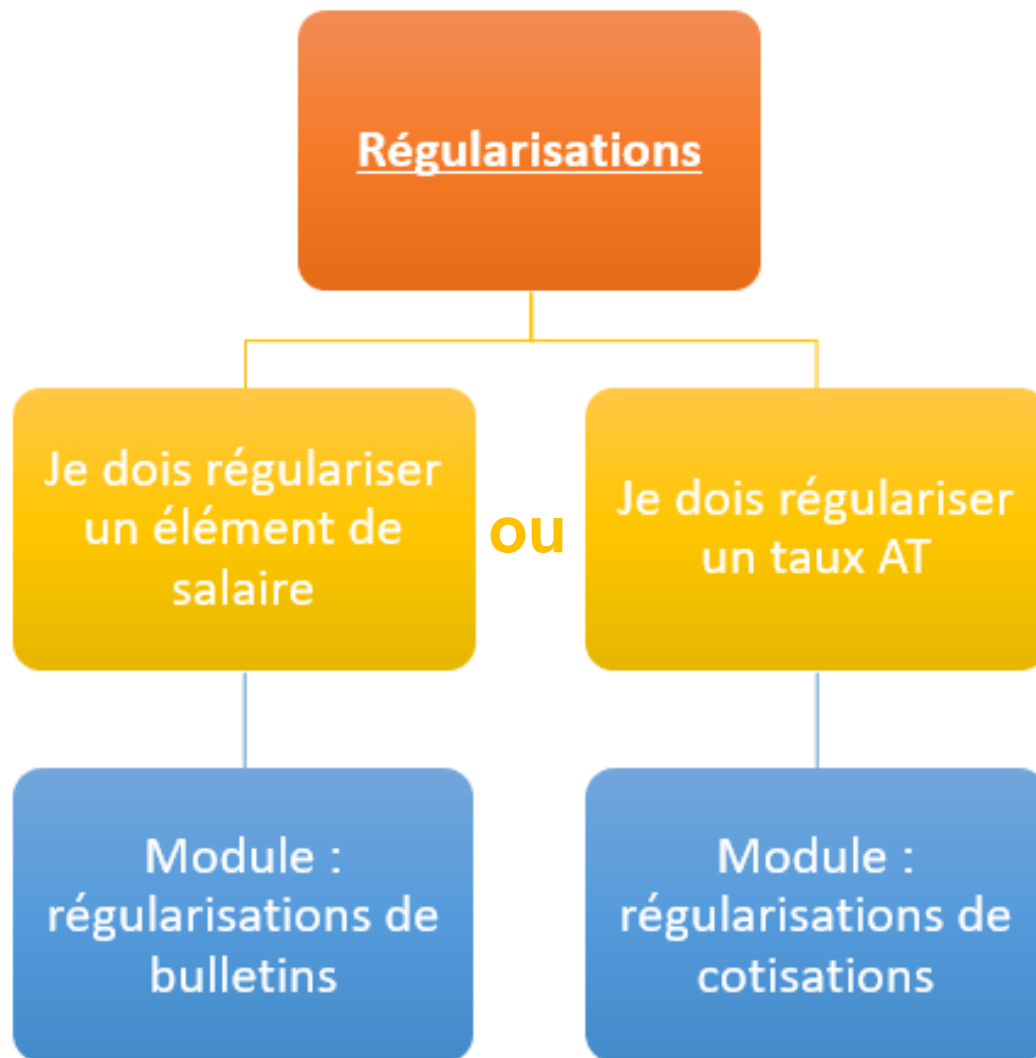 Régularisations
Je dois régulariser
un élément de
salaire
ou
Je dois régulariser
un taux AT
Module :
régularisations de
bulletins
Module :
régularisations de
cotisations